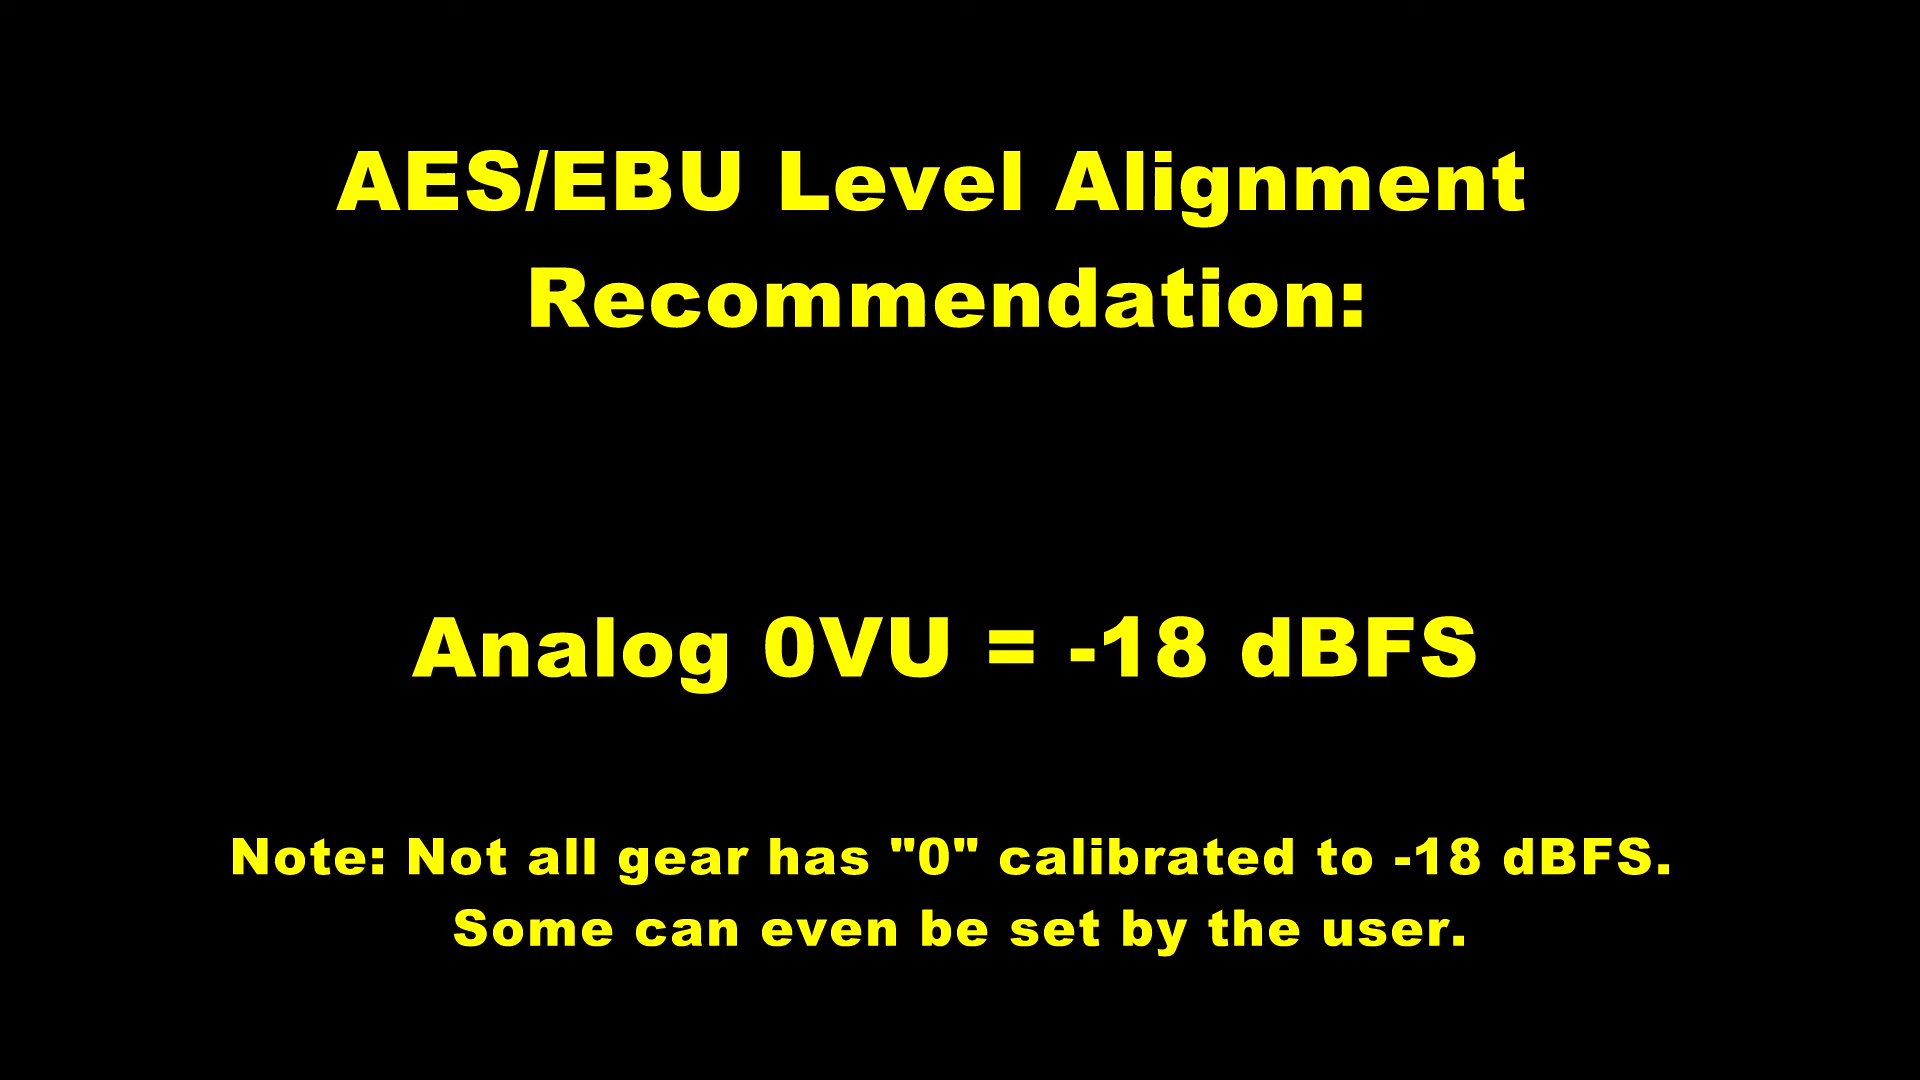 AES/EBU Level Alignment
Recommendation:
Analog 0VU = -18 dBFS
Note: Not all gear has "0" calibrated to -18 dBFS.
Some can even be set by the user.